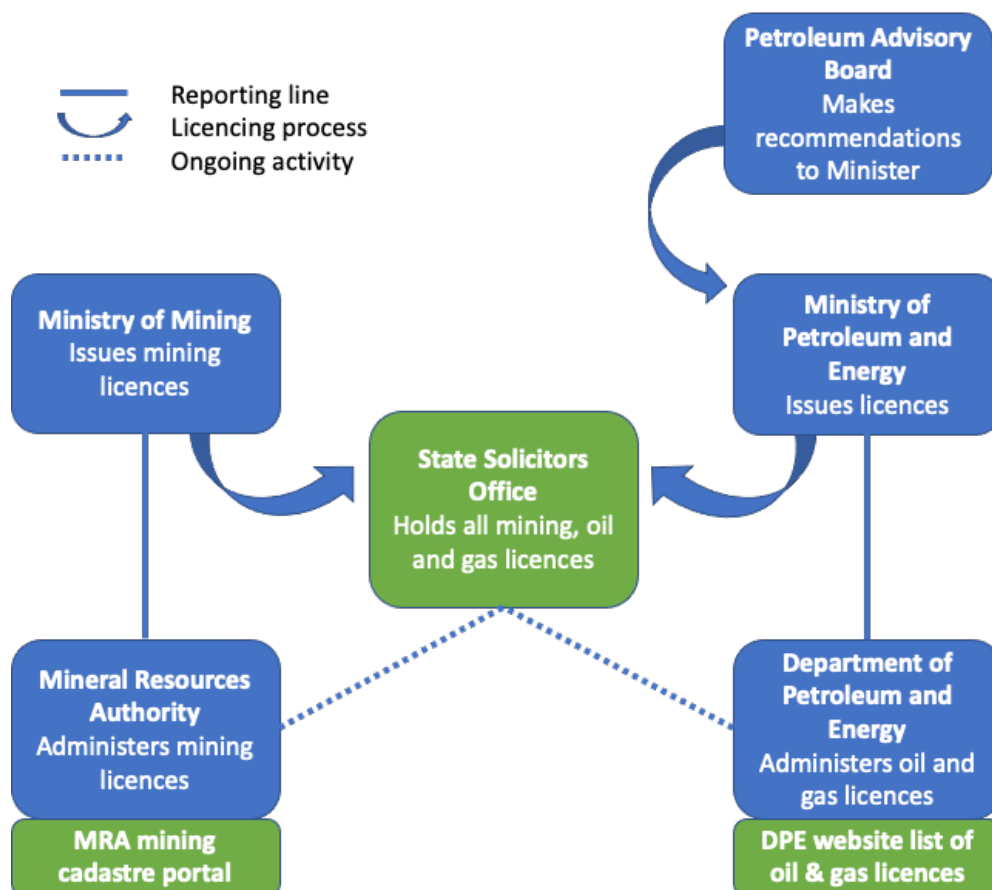 Reporting line
Licencing process
Ongoing activity
Petroleum Advisory
Board
Makes
recommendations
to Minister
Ministry of Mining
Issues mining
licences
Ministry of
Petroleum and
Energy
Issues licences
State Solicitors
Office
Holds all mining, oil
and gas licences
Mineral Resources
Authority
Administers mining
licences
MRA mining
cadastre portal
Department of
Petroleum and
Energy
Administers oil and
gas licences
DPE website list of
oil & gas licences